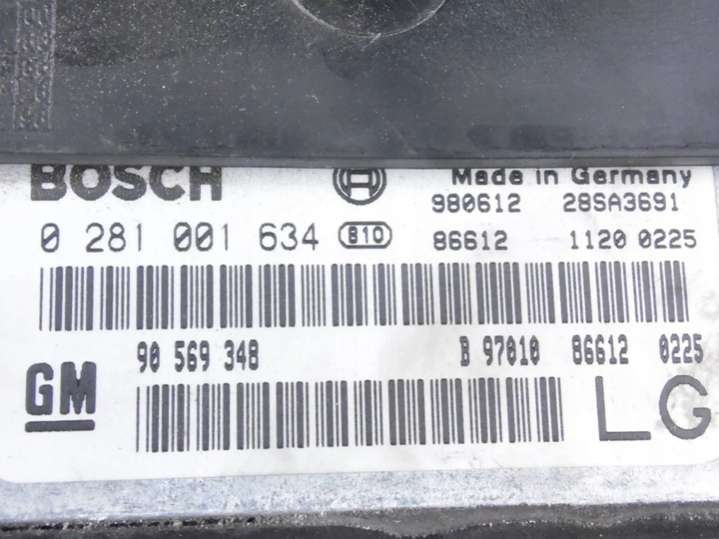 BOSCH Made in Germany
980612 28SA3691
0 281 001 634 B10 86612 1120 0225
90 569 348 B 97010 86612 0225
GM LG